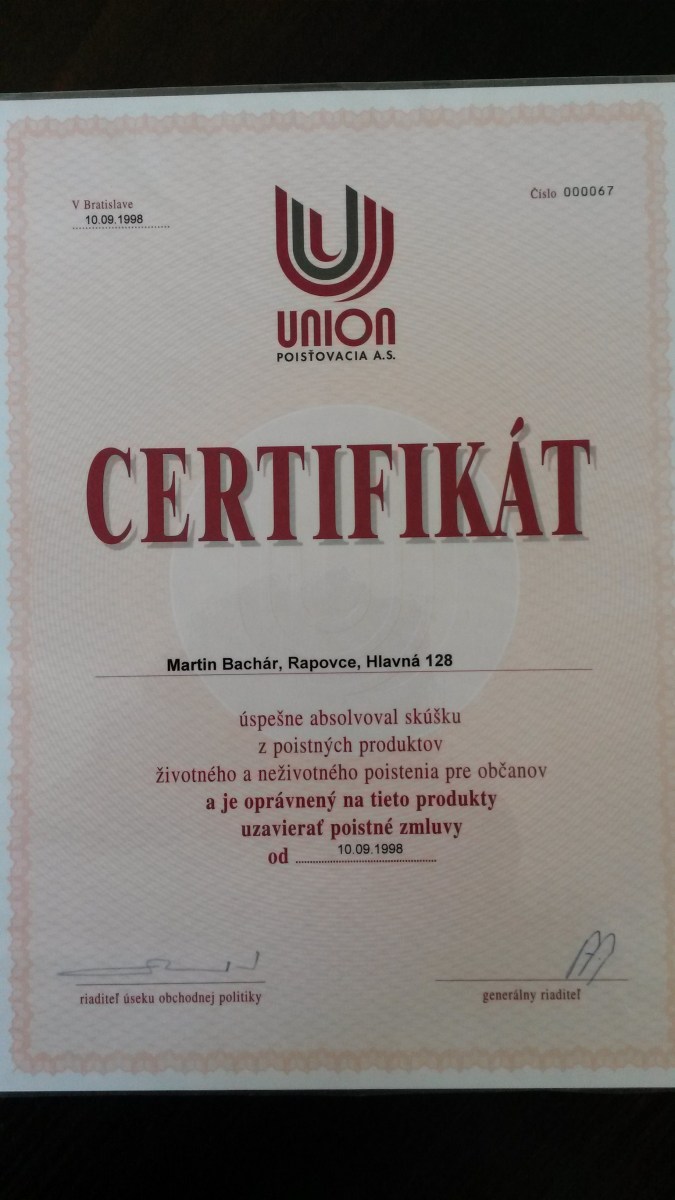 V Bratislave
10.09.1998
Číslo 000067
UNION
POISŤOVACIA A.S.
CERTIFIKÁT
Martin Bachár, Rapovce, Hlavná 128
úspešne absolvoval skúšku
z poistných produktov
životného a neživotného poistenia pre občanov
a je oprávnený na tieto produkty
uzavierať poistné zmluvy
od 10.09.1998
riaditeľ úseku obchodnej politiky
generálny riaditeľ